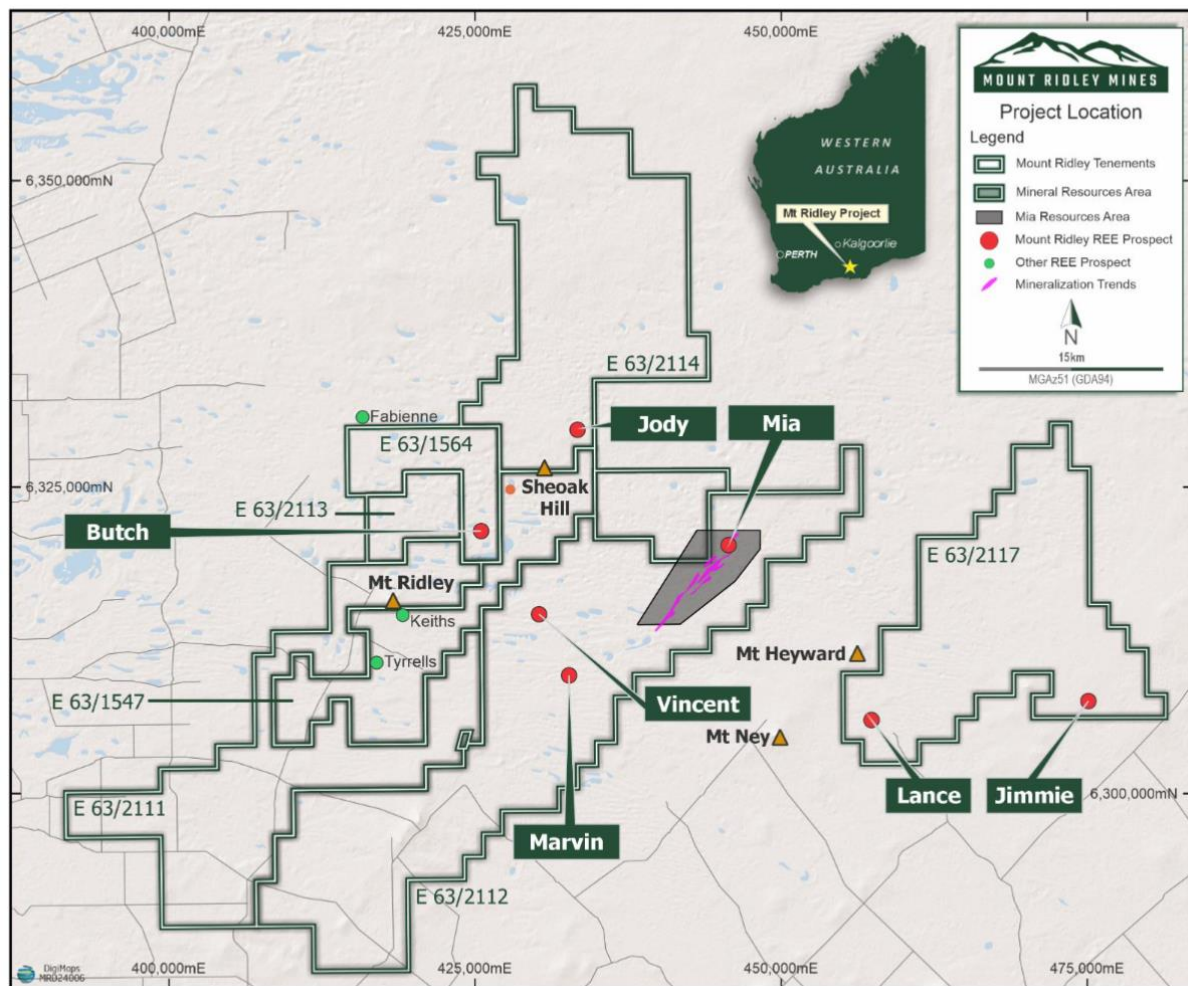 400,000mE
425,000mE
450,000mE
MOUNT RIDLEY MINES
Project Location
Legend
Mount Ridley Tenements
Mineral Resources Area
Mia Resources Area
Mount Ridley REE Prospect
Other REE Prospect
Mineralization Trends
N
15km
MGAz51 (GDA94)
WESTERN
AUSTRALIA
Mt Ridley Project
Kalgoorlie
PERTH
6,350,000mN
E 63/2114
Fabienne
Jody
Mia
E 63/1564
Sheoak
Hill
6,325,000mN
E 63/2113
Butch
E 63/2117
Mt Ridley
Keiths
Mt Heyward
Tyrrells
E 63/1547
Vincent
Mt Ney
Lance
Jimmie
6,300,000mN
E 63/2111
Marvin
E 63/2112
DigiMaps
MRD24006
400,000mE
425,000mE
450,000mE
475,000mE